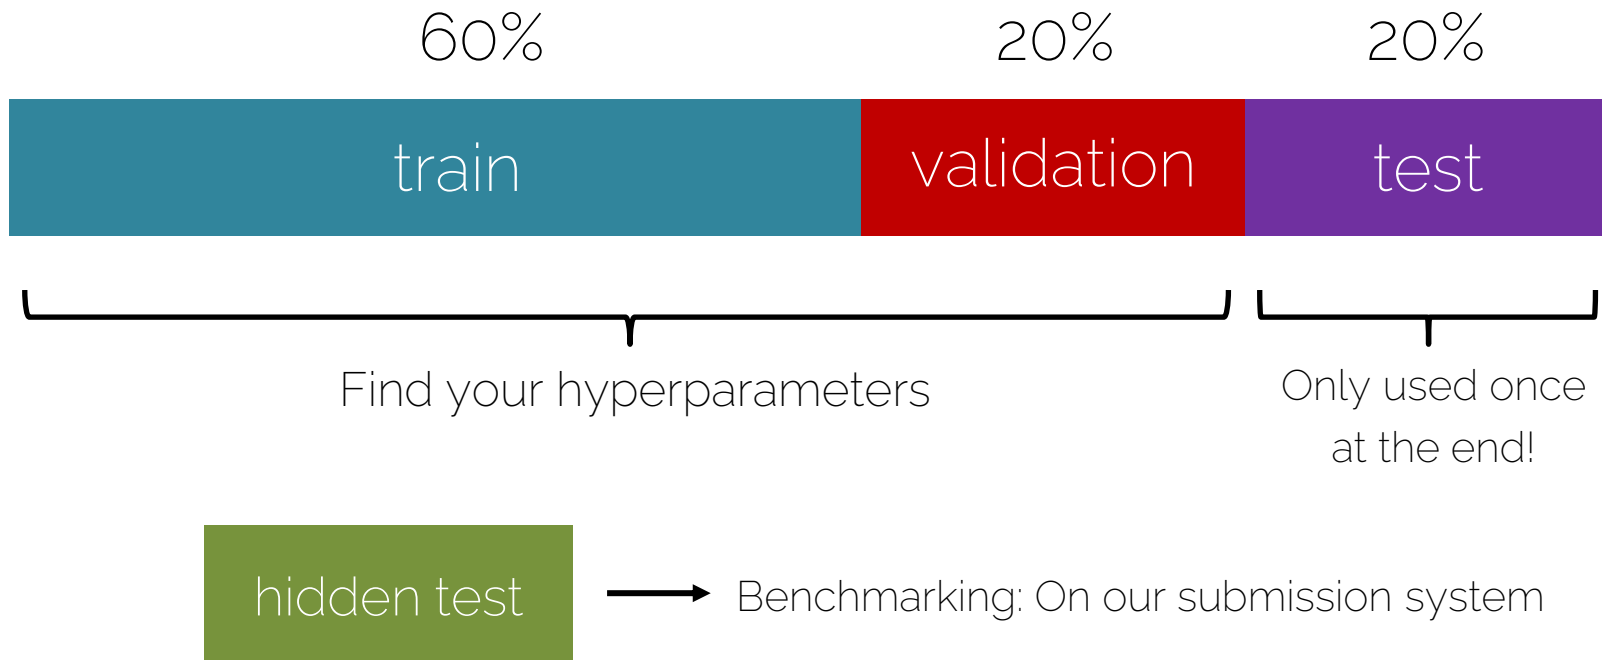 60% 20% 20%
train validation test
Find your hyperparameters
Only used once
at the end!
hidden test
Benchmarking: On our submission system